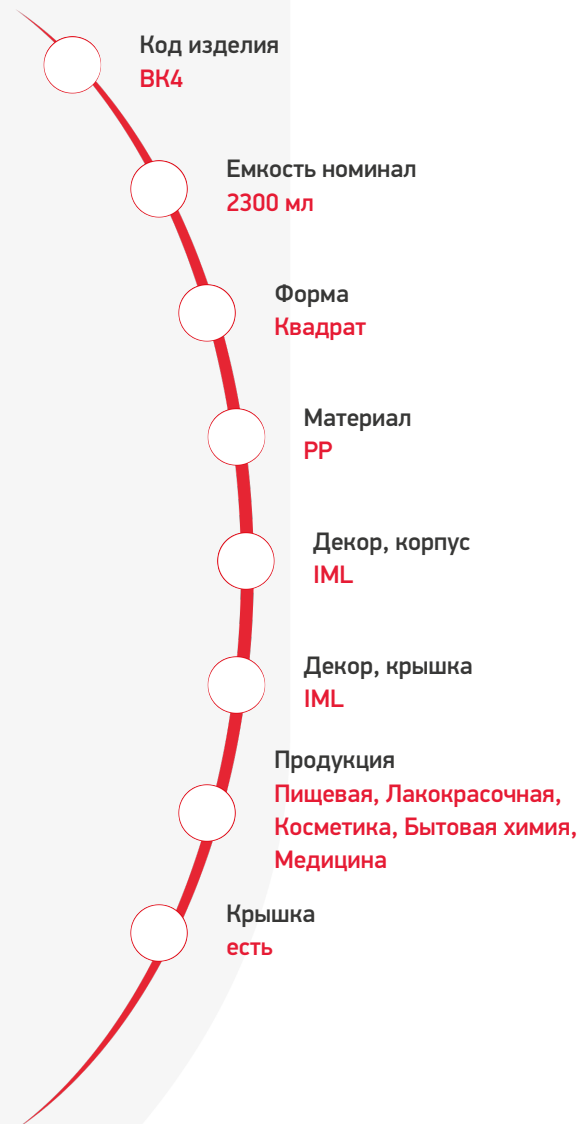 Код изделия
ВК4
Емкость номинал
2300 мл
Форма
Квадрат
Материал
PP
Декор, корпус
IML
Декор, крышка
IML
Продукция
Пищевая, Лакокрасочная,
Косметика, Бытовая химия,
Медицина
Крышка
есть